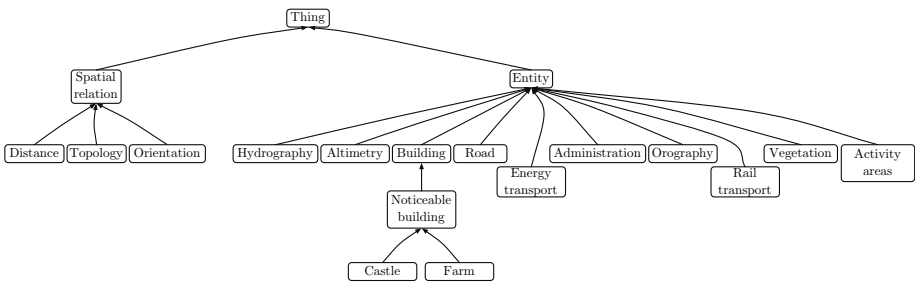 Thing
Spatial
relation
Entity
Distance
Topology
Orientation
Hydrography
Altimetry
Building
Road
Energy
transport
Administration
Orography
Rail
transport
Vegetation
Activity
areas
Noticeable
building
Castle
Farm